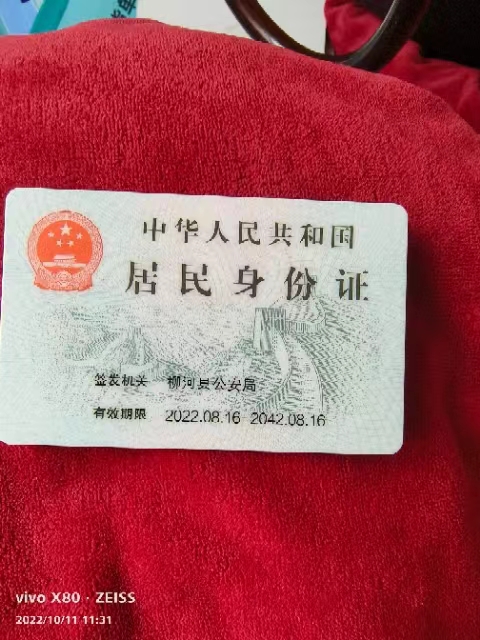 中华人民共和国
居民身份证
签发机关 柳河县公安局
有效期限 2022.08.16-2042.08.16
vivo X80 · ZEISS
2022/10/11 11:31